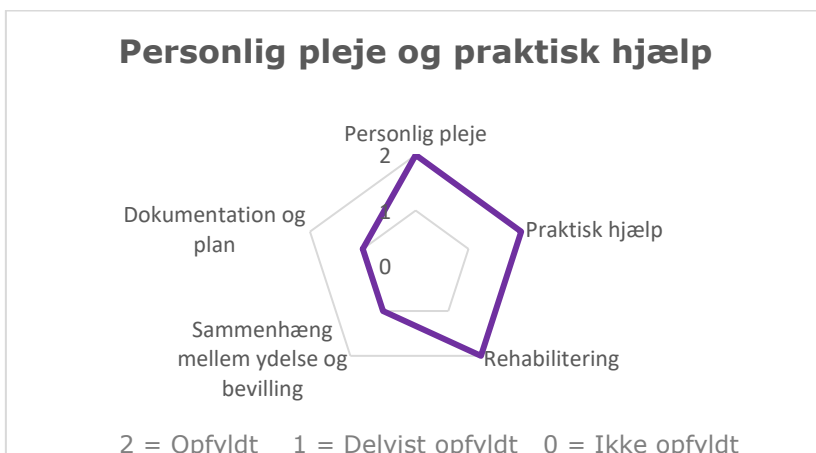 Personlig pleje og praktisk hjælp
Personlig pleje
2
1
0
Praktisk hjælp
Rehabilitering
Sammenhæng
mellem ydelse og
bevilling
Dokumentation og
plan
2 = Opfyldt 1 = Delvist opfyldt 0 = Ikke opfyldt